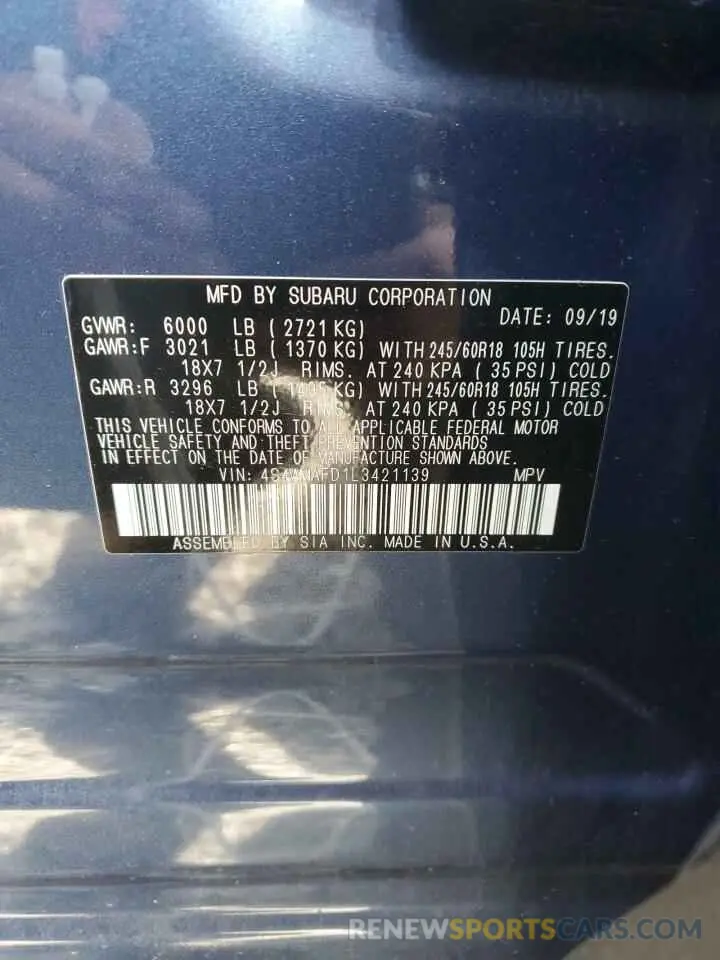 MFD BY SUBARU CORPORATION
DATE: 09/19
GVWR: 6000 LB (2721KG)
GAWR:F 3021 LB (1370 KG) WITH 245/60R18 105H TIRES.
18X7 1/2J RIMS. AT 240 KPA (35 PSI) COLD
GAWR:R 3296 LB (1495 KG) WITH 245/60R18 105H TIRES.
18X7 1/2J RIMS. AT 240 KPA (35 PSI) COLD
THIS VEHICLE CONFORMS TO ALL APPLICABLE FEDERAL MOTOR
VEHICLE SAFETY AND THEFT PREVENTION STANDARDS
IN EFFECT ON THE DATE OF MANUFACTURE SHOWN ABOVE.
VIN: MPV
ASSEMBLED BY SIA INC. MADE IN U.S.A.
RENEWSPORTSCARS.COM